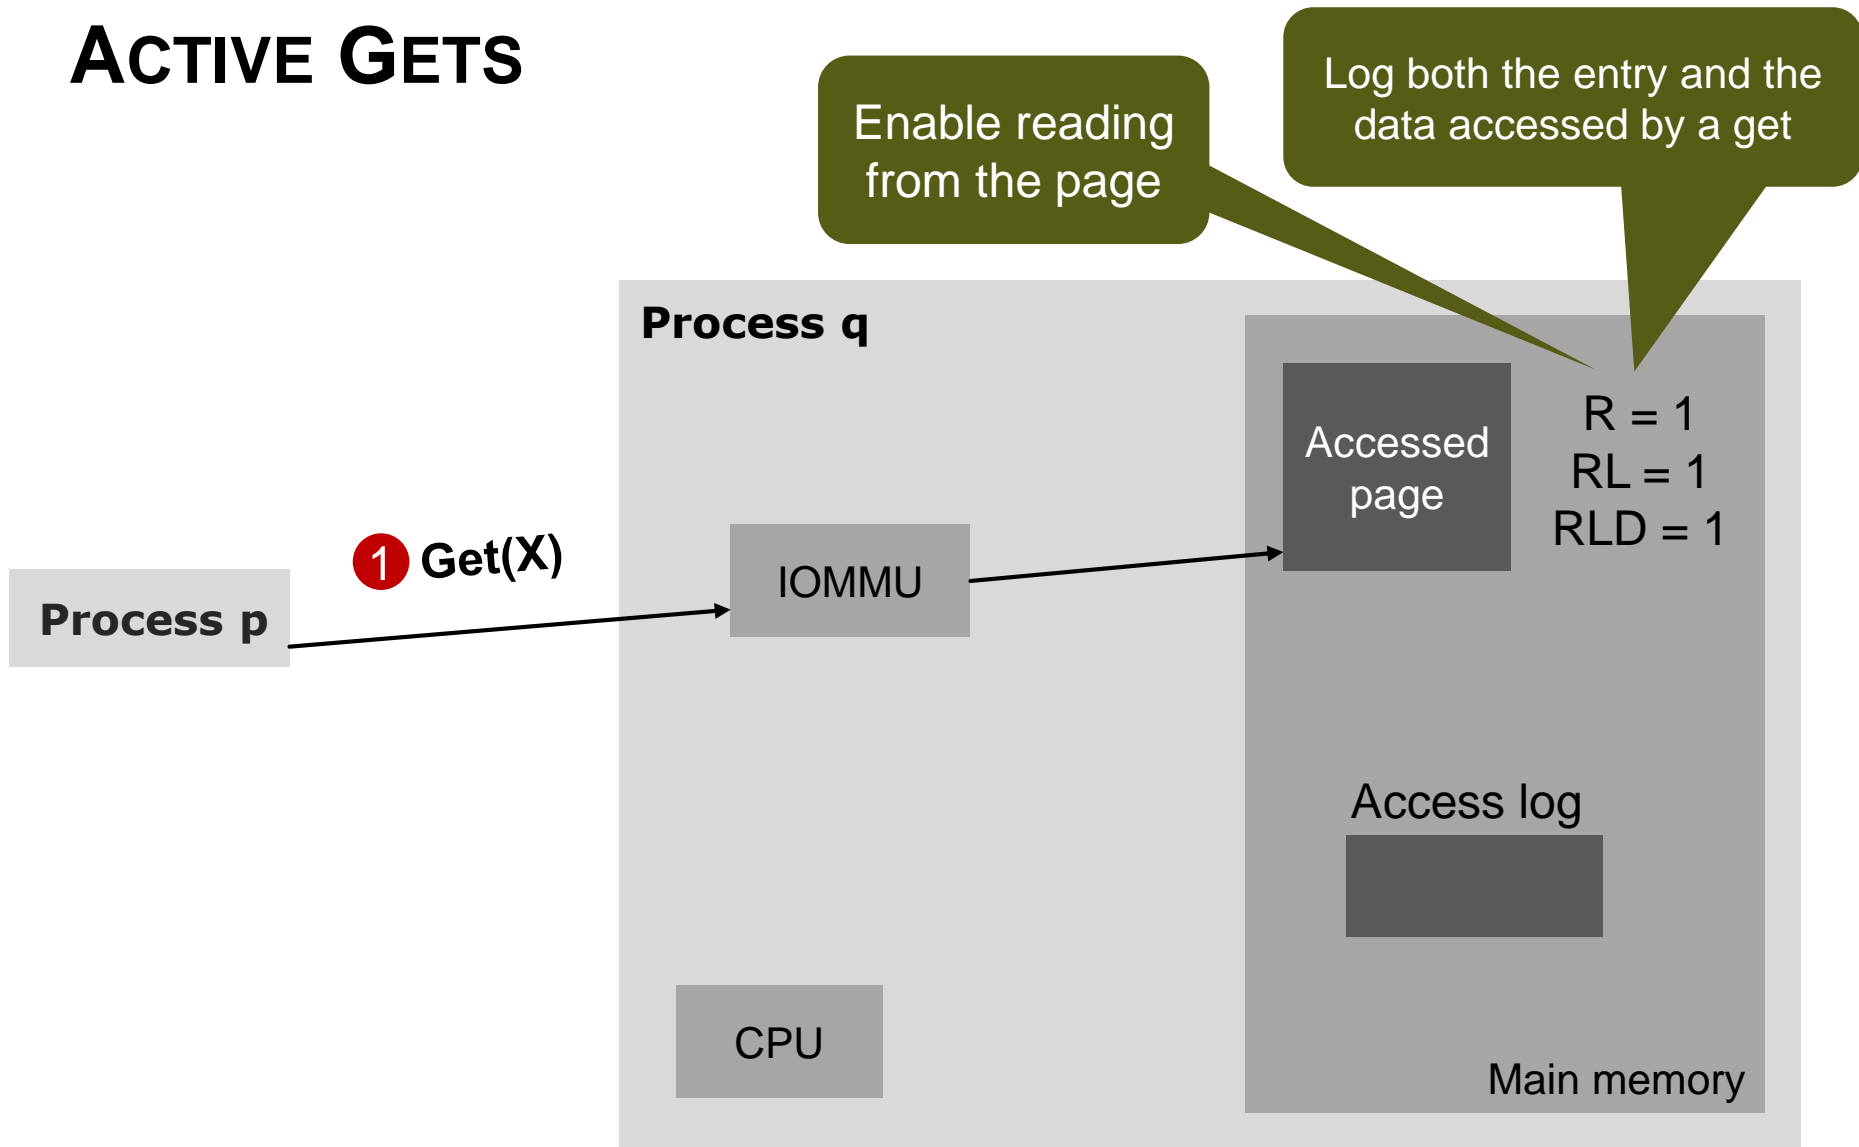 ACTIVE GETS
Enable reading
from the page
Log both the entry and the
data accessed by a get
Process q
Accessed
page
R = 1
RL = 1
RLD = 1
1 Get(X)
IOMMU
Process p
Access log
CPU
Main memory